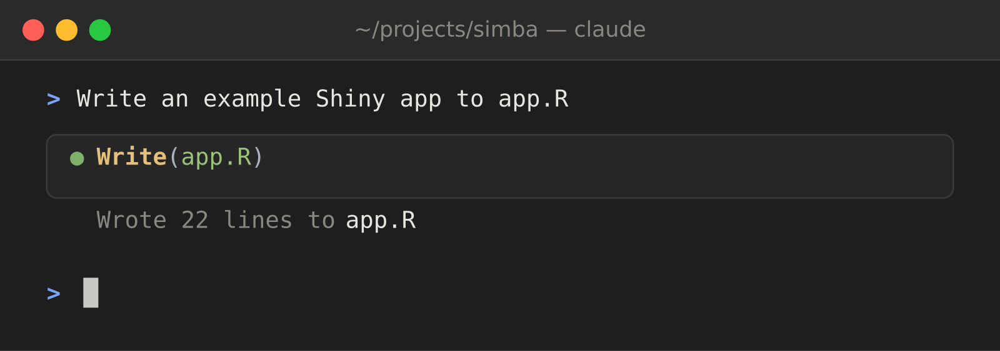 ~/projects/simba — claude
> Write an example Shiny app to app.R
● Write(app.R)
Wrote 22 lines to app.R
>